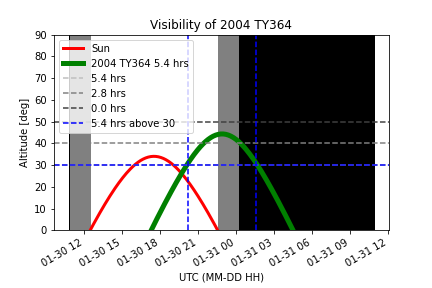 Visibility of 2004 TY364
Altitude [deg]
90
80
70
60
50
40
30
20
10
0
Sun
2004 TY364 5.4 hrs
5.4 hrs
2.8 hrs
0.0 hrs
5.4 hrs above 30
01-30 12
01-30 15
01-30 18
01-30 21
01-31 00
01-31 03
01-31 06
01-31 09
01-31 12
UTC (MM-DD HH)